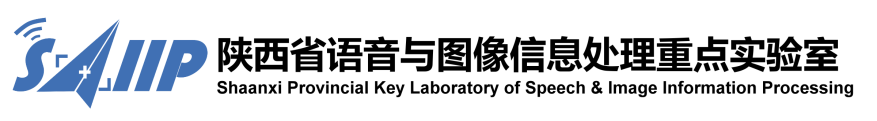 SAIIP
陕西省语音与图像信息处理重点实验室
Shaanxi Provincial Key Laboratory of Speech & Image Information Processing